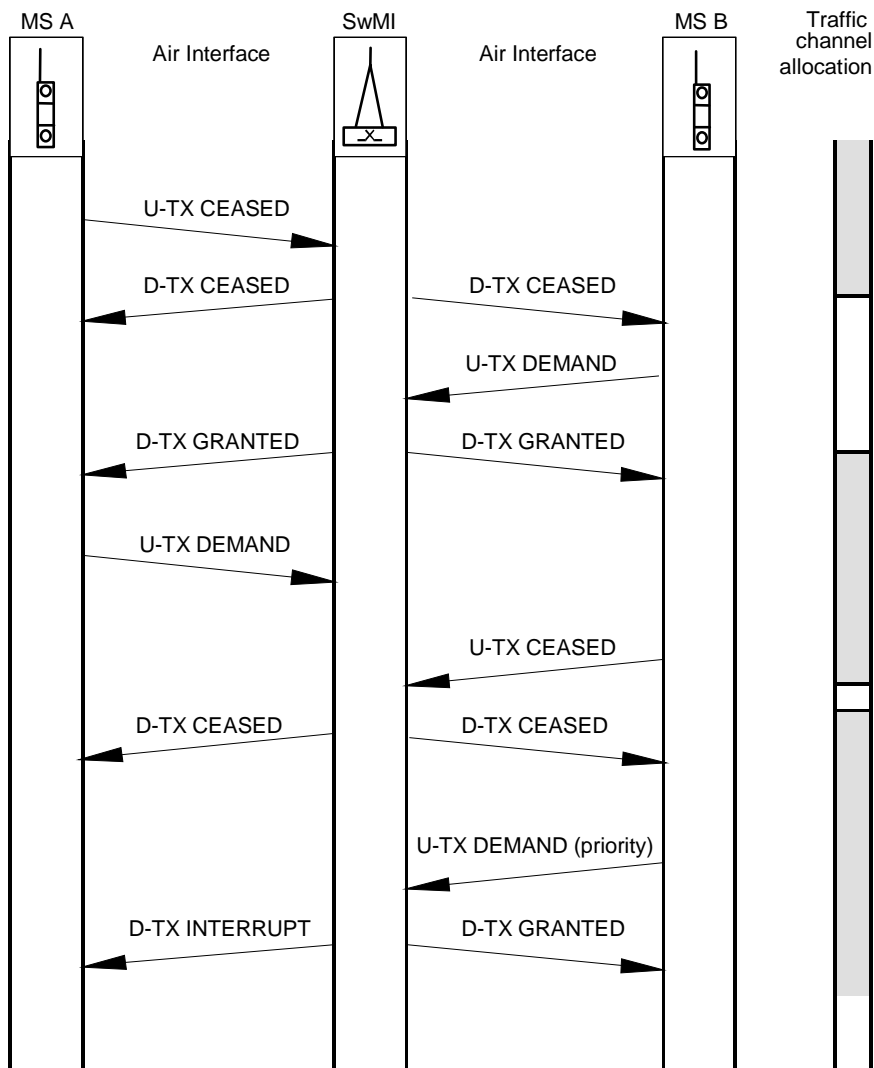 MS A
SwMI
MS B
Traffic
channel
allocation
Air Interface
Air Interface
U-TX CEASED
D-TX CEASED
D-TX CEASED
U-TX DEMAND
D-TX GRANTED
D-TX GRANTED
U-TX DEMAND
U-TX CEASED
D-TX CEASED
D-TX CEASED
U-TX DEMAND (priority)
D-TX INTERRUPT
D-TX GRANTED